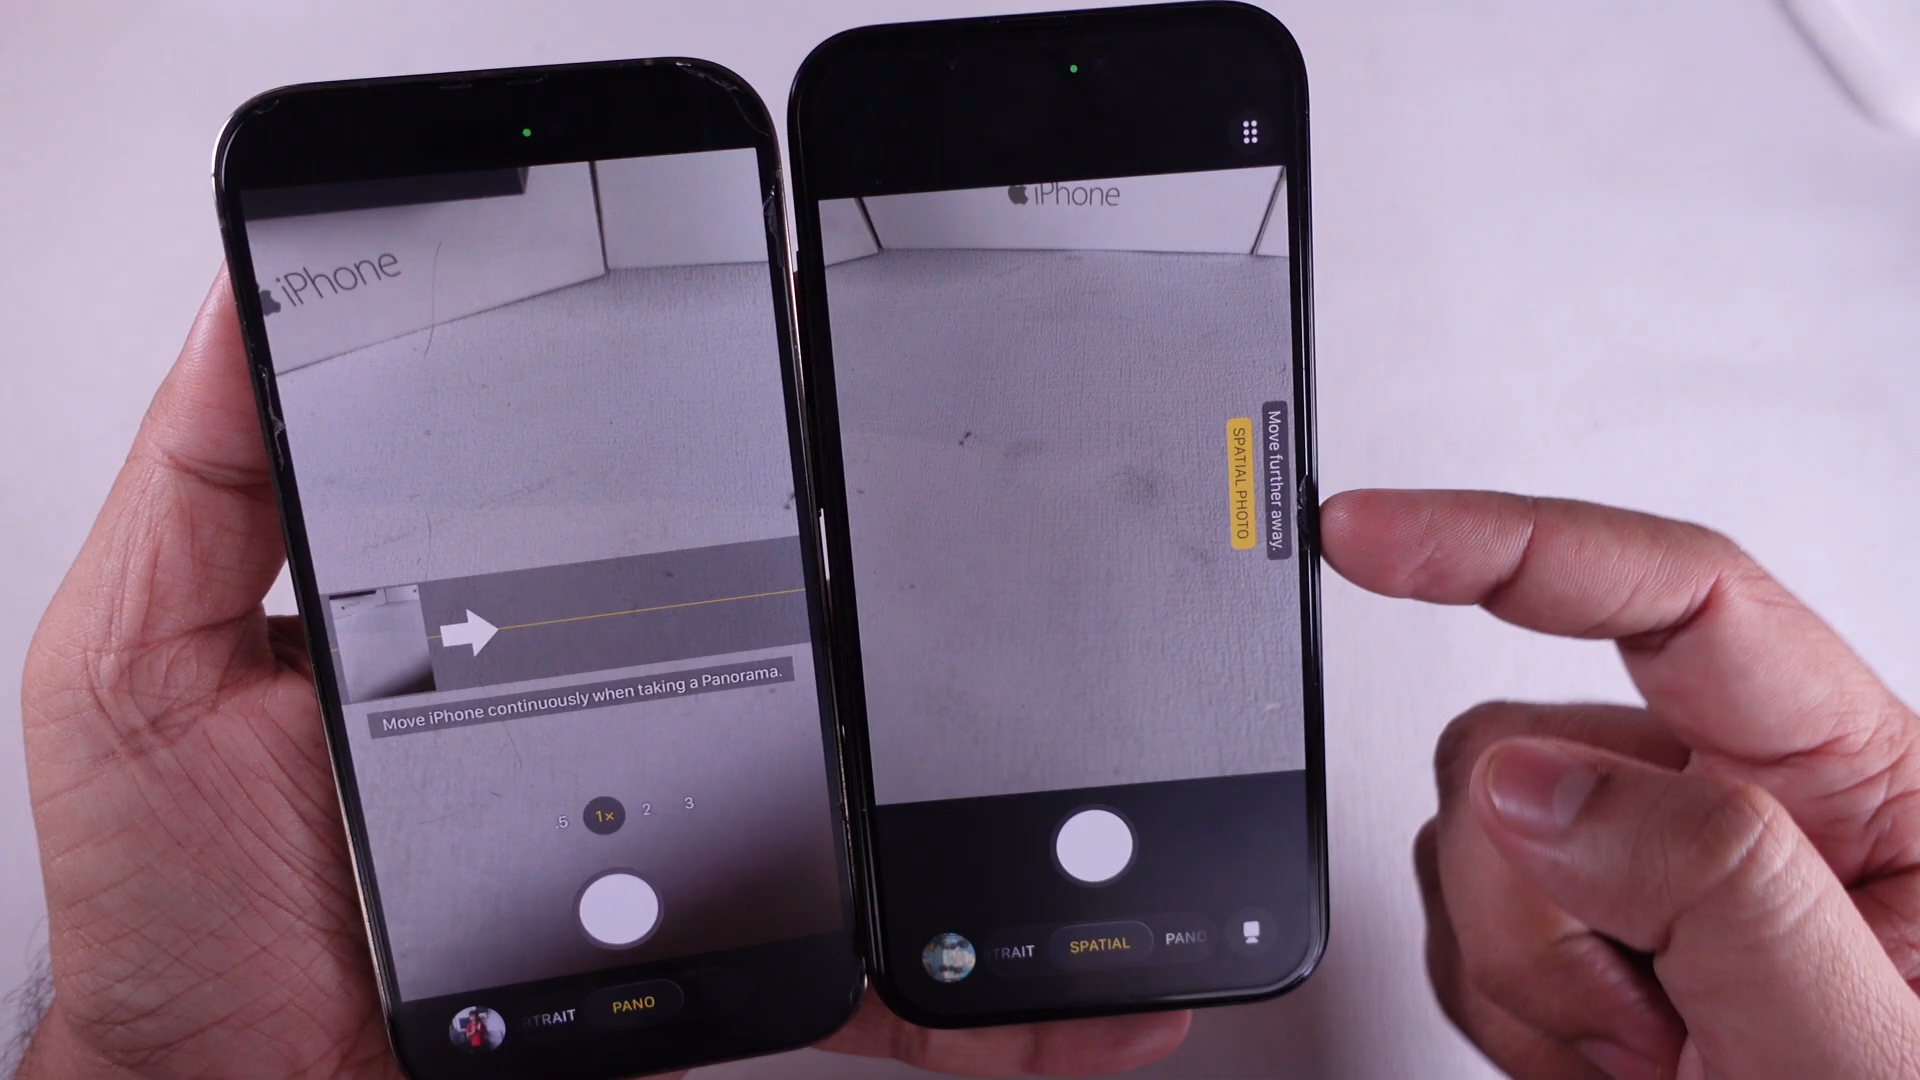 iPhone
Move iPhone continuously when taking a Panorama.
.5 1× 2 3
TRAIT PANO
iPhone
Move further away.
SPATIAL PHOTO
TRAIT SPATIAL PANO